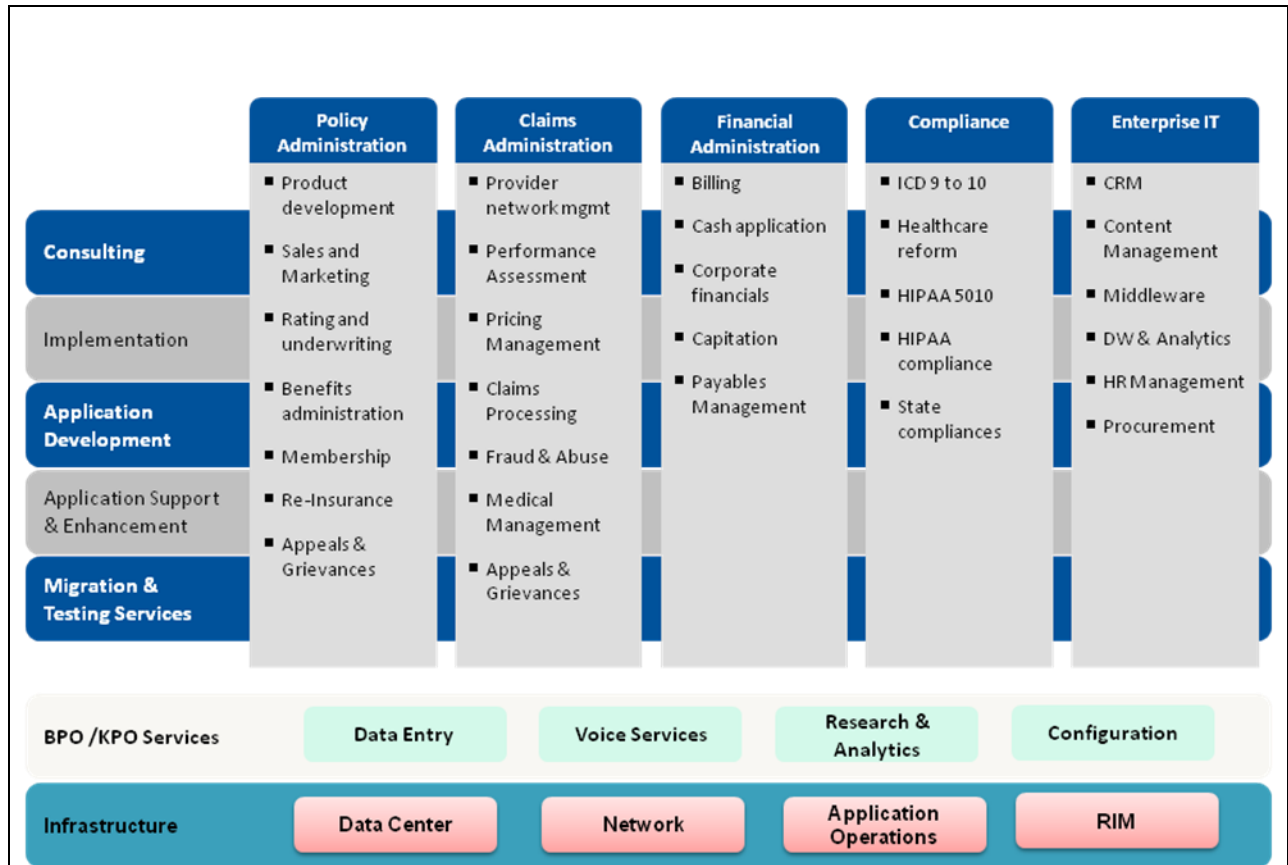 Policy
Administration
Claims
Administration
Financial
Administration
Compliance
Enterprise IT
Consulting
Implementation
Application
Development
Application Support
& Enhancement
Migration &
Testing Services
▪ Product
development
▪ Sales and
Marketing
▪ Rating and
underwriting
▪ Benefits
administration
▪ Membership
▪ Re-Insurance
▪ Appeals &
Grievances
▪ Provider
network mgmt
▪ Performance
Assessment
▪ Pricing
Management
▪ Claims
Processing
▪ Fraud & Abuse
▪ Medical
Management
▪ Appeals &
Grievances
▪ Billing
▪ Cash application
▪ Corporate
financials
▪ Capitation
▪ Payables
Management
▪ ICD 9 to 10
▪ Healthcare
reform
▪ HIPAA 5010
▪ HIPAA
compliance
▪ State
compliances
▪ CRM
▪ Content
Management
▪ Middleware
▪ DW & Analytics
▪ HR Management
▪ Procurement
BPO /KPO Services
Data Entry
Voice Services
Research &
Analytics
Configuration
Infrastructure
Data Center
Network
Application
Operations
RIM